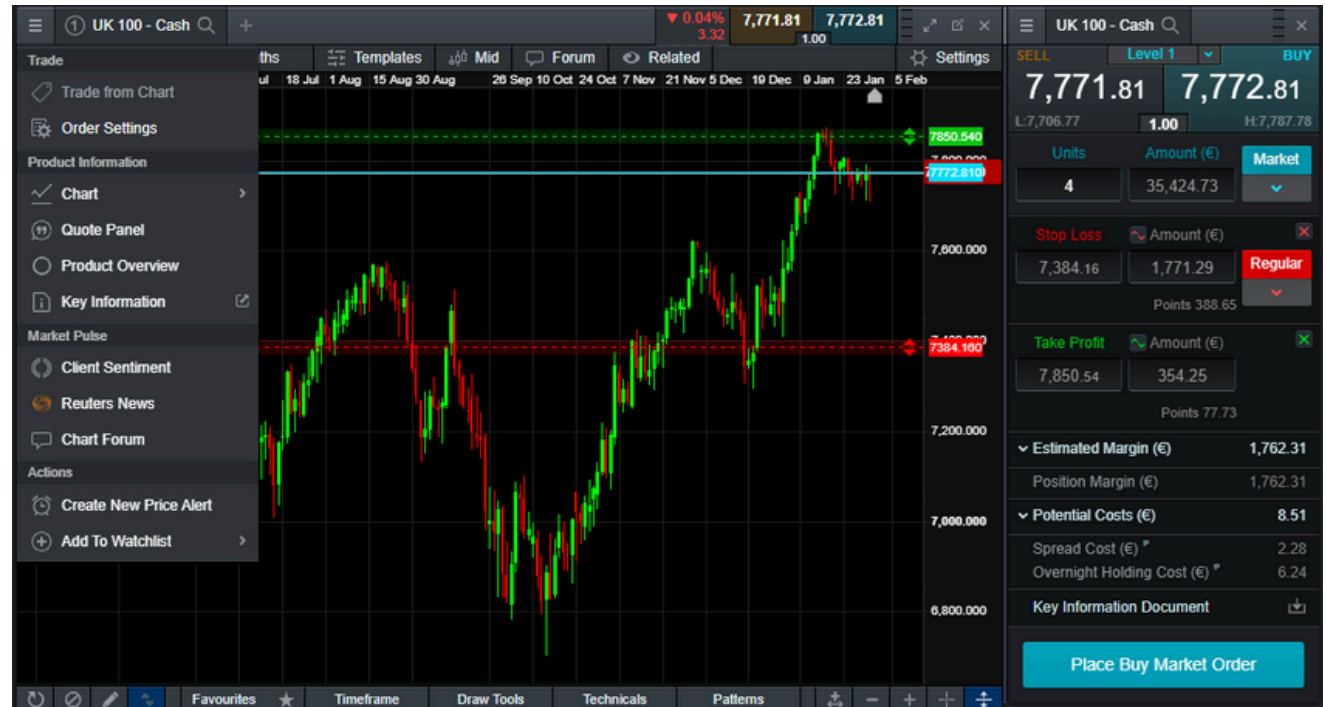 1 UK 100 - Cash
▼ 0.04%
3.32
7,771.81 7,772.81
1.00
Trade
Trade from Chart
Order Settings
Product Information
Chart
Quote Panel
Product Overview
Key Information
Market Pulse
Client Sentiment
Reuters News
Chart Forum
Actions
Create New Price Alert
Add To Watchlist
Templates Mid Forum Related Settings
18 Jul 1 Aug 15 Aug 30 Aug 26 Sep 10 Oct 24 Oct 7 Nov 21 Nov 5 Dec 19 Dec 9 Jan 23 Jan 5 Feb
7850.540
7772.810
7,600.000
7384.160
7,200.000
7,000.000
6,800.000
Favourites Timeframe Draw Tools Technicals Patterns
UK 100 - Cash
SELL Level 1 BUY
7,771.81 7,772.81
L:7,706.77 1.00 H:7,787.78
Units Amount (€) Market
4 35,424.73
Stop Loss Amount (€)
7,384.16 1,771.29 Regular
Points 388.65
Take Profit Amount (€)
7,850.54 354.25
Points 77.73
Estimated Margin (€) 1,762.31
Position Margin (€) 1,762.31
Potential Costs (€) 8.51
Spread Cost (€) 2.28
Overnight Holding Cost (€) 6.24
Key Information Document
Place Buy Market Order